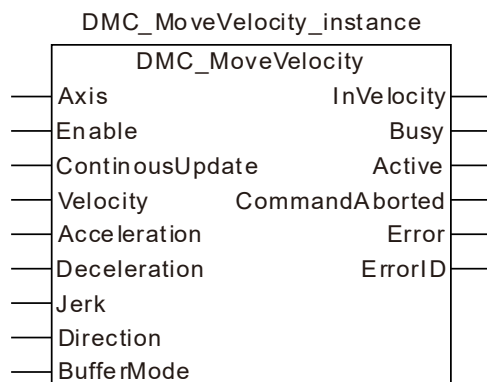 DMC_MoveVelocity_instance
DMC_MoveVelocity
Axis InVelocity
Enable Busy
ContinousUpdate Active
Velocity CommandAborted
Acceleration Error
Deceleration ErrorID
Jerk
Direction
BufferMode